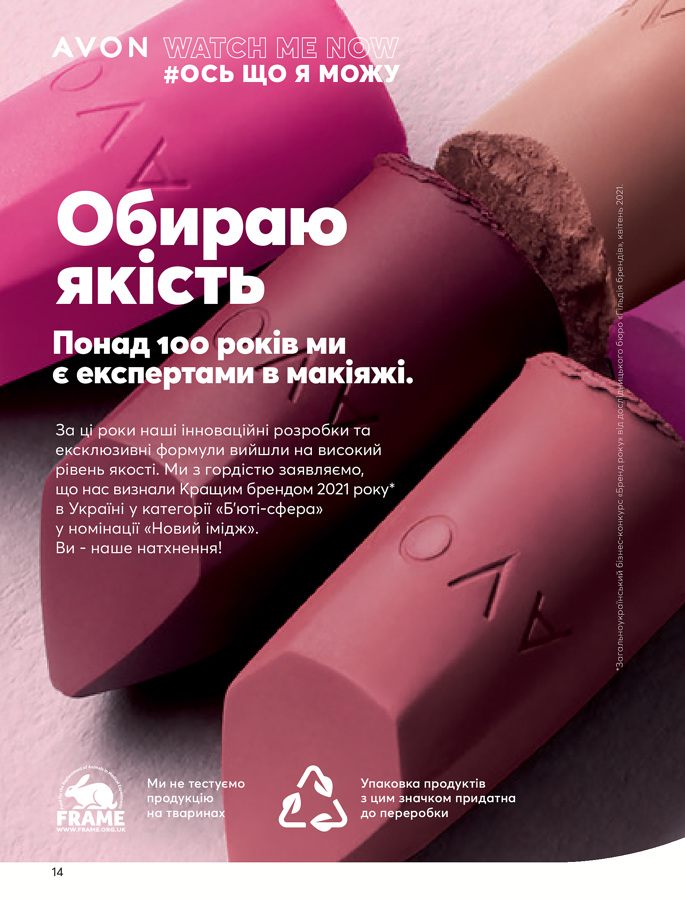 AVON WATCH ME NOW
#ОСЬ ЩО Я МОЖУ
Обираю
якість
Понад 100 років ми
є експертами в макіяжі.
За ці роки наші інноваційні розробки та
ексклюзивні формули вийшли на високий
рівень якості. Ми з гордістю заявляємо,
що нас визнали Кращим брендом 2021 року*
в Україні у категорії «Б'юті-сфера»
у номінації «Новий імідж».
Ви - наше натхнення!
*Загальноукраїнський бізнес-конкурс «Бренд року» від дослідницького бюро «Гільдія брендів», квітень 2021.
FRAME
WWW.FRAME.ORG.UK
Ми не тестуємо
продукцію
на тваринах
Упаковка продуктів
з цим значком придатна
до переробки
14